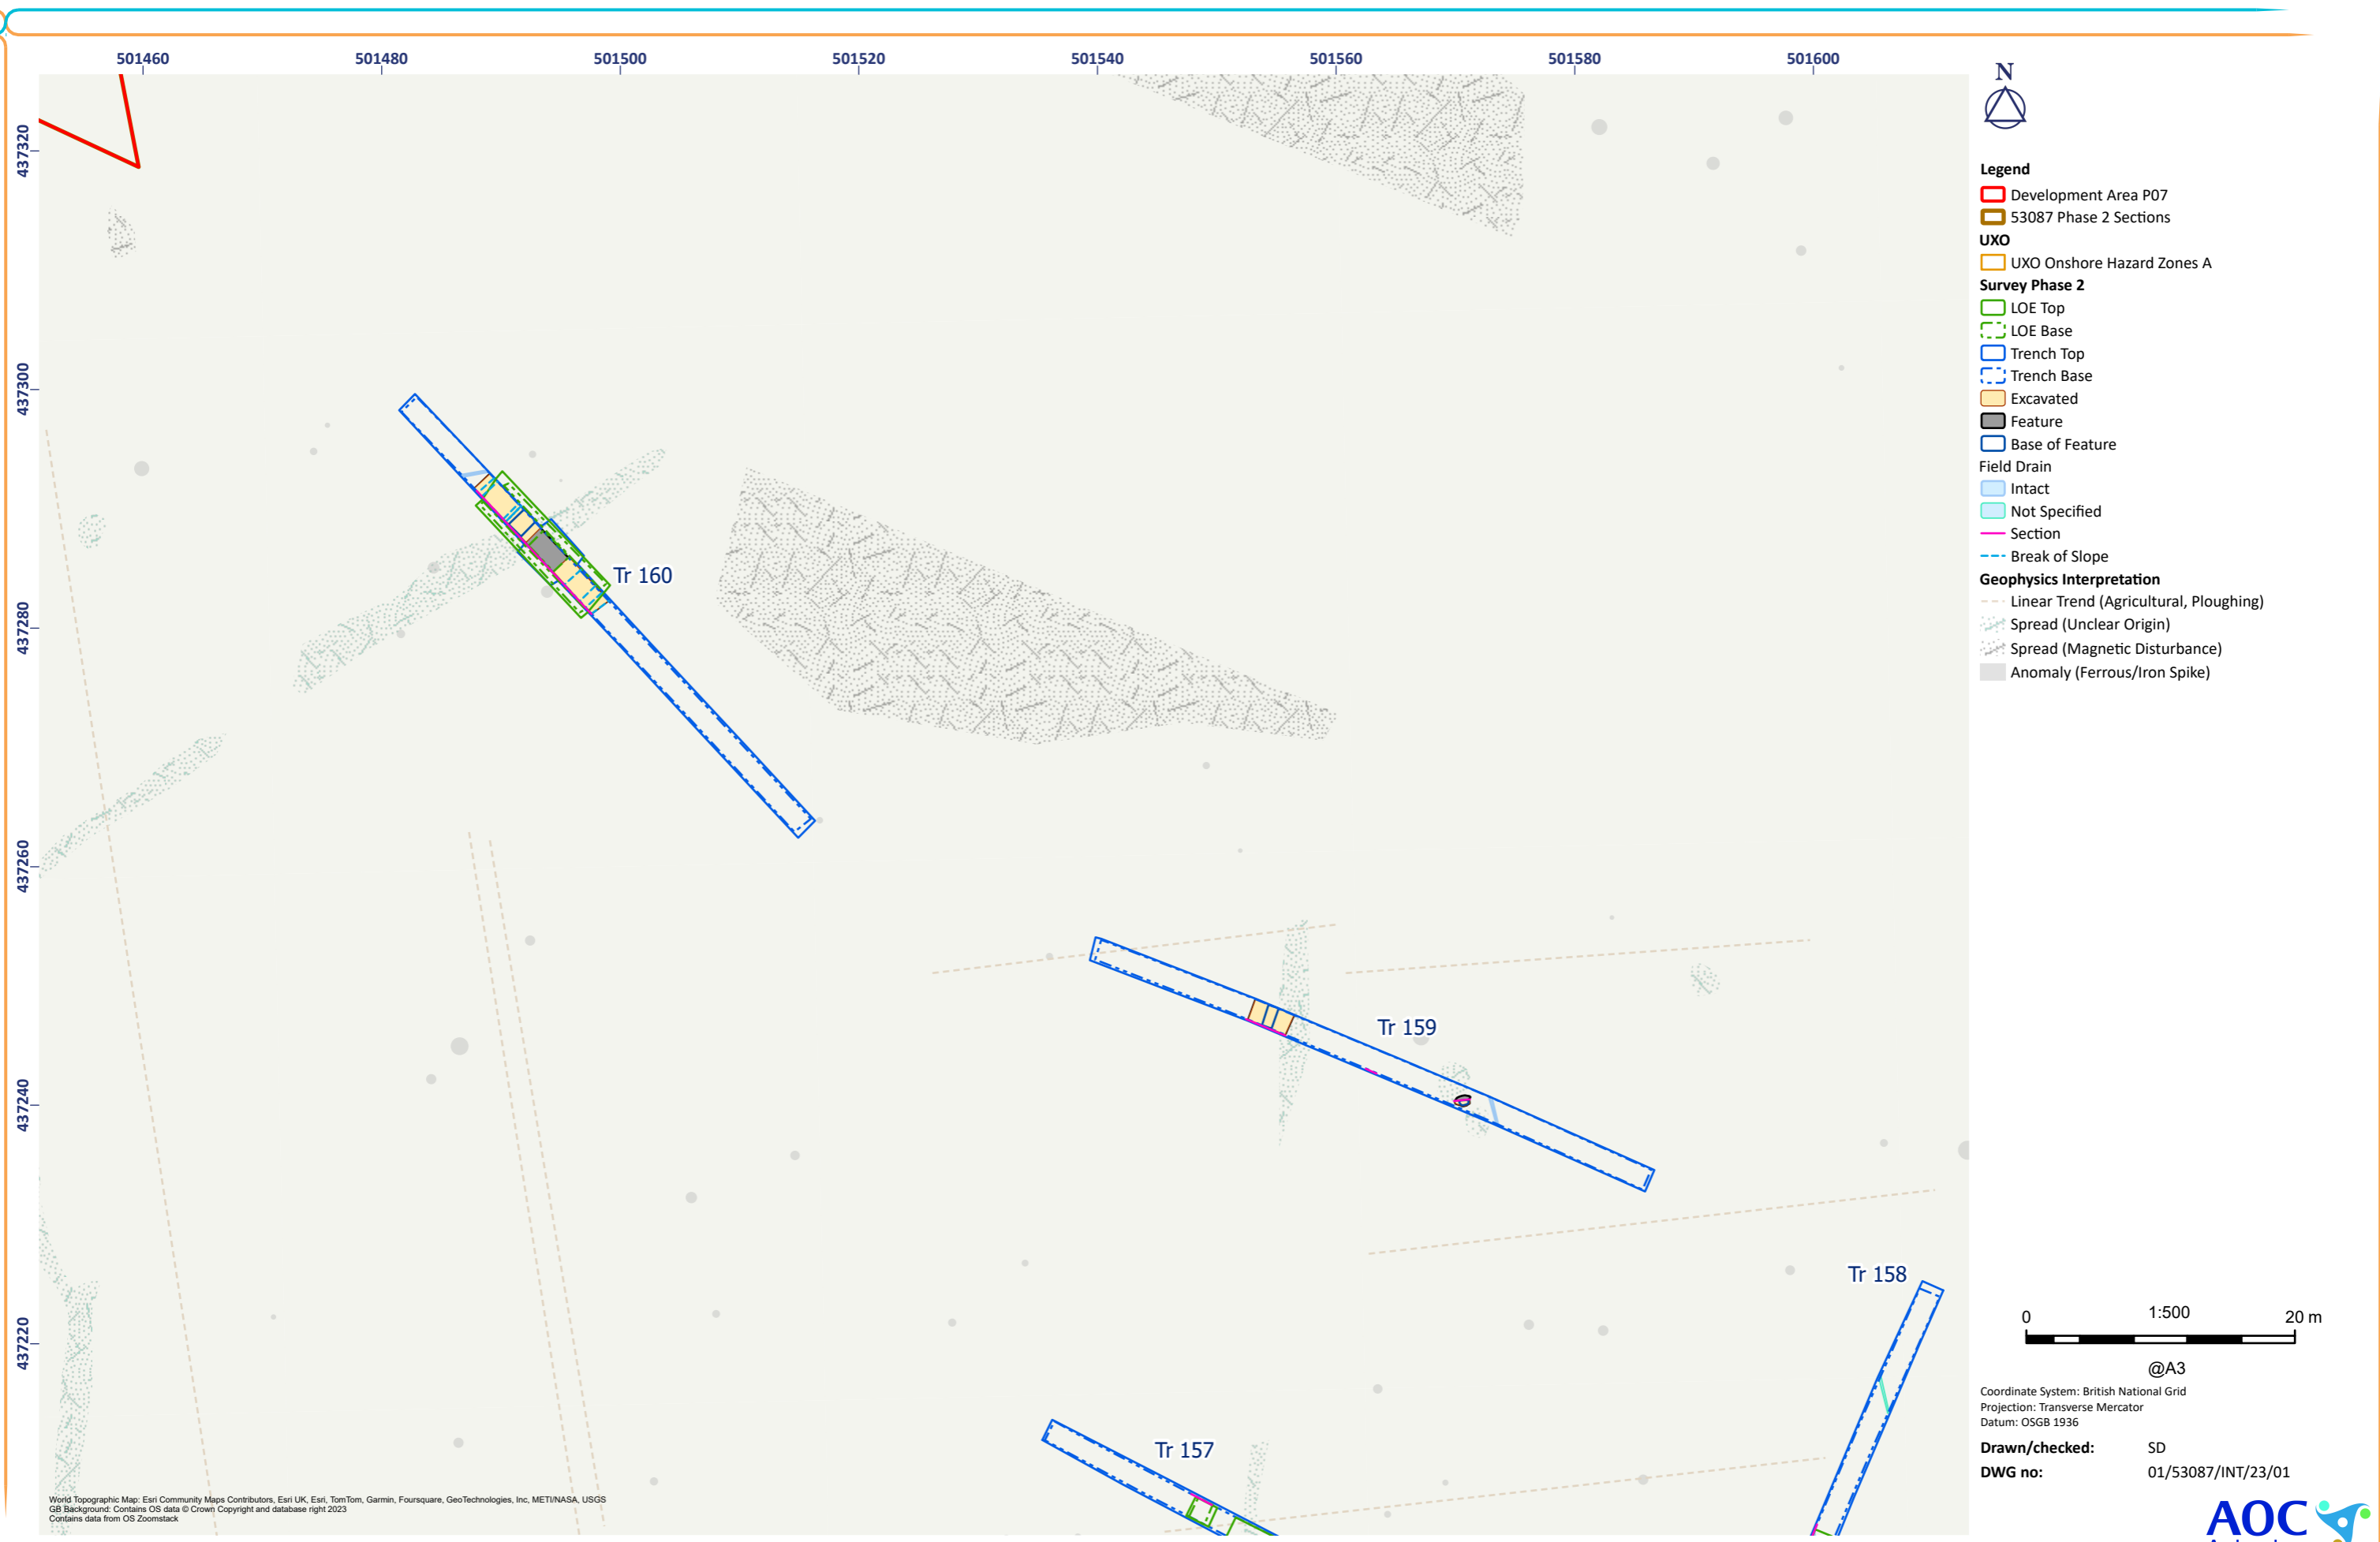 501460 501480 501500 501520 501540 501560 501580 501600
437320
437300
437280
437260
437240
437220
Tr 160
Tr 159
Tr 158
Tr 157
World Topographic Map: Esri Community Maps Contributors, Esri UK, Esri, TomTom, Garmin, Foursquare, GeoTechnologies, Inc, METI/NASA, USGS
GB Background: Contains OS data © Crown Copyright and database right 2023
Contains data from OS Zoomstack
N
Legend
Development Area P07
53087 Phase 2 Sections
UXO
UXO Onshore Hazard Zones A
Survey Phase 2
LOE Top
LOE Base
Trench Top
Trench Base
Excavated
Feature
Base of Feature
Field Drain
Intact
Not Specified
Section
Break of Slope
Geophysics Interpretation
Linear Trend (Agricultural, Ploughing)
Spread (Unclear Origin)
Spread (Magnetic Disturbance)
Anomaly (Ferrous/Iron Spike)
0 1:500 20 m
@A3
Coordinate System: British National Grid
Projection: Transverse Mercator
Datum: OSGB 1936
Drawn/checked: SD
DWG no: 01/53087/INT/23/01
AOC